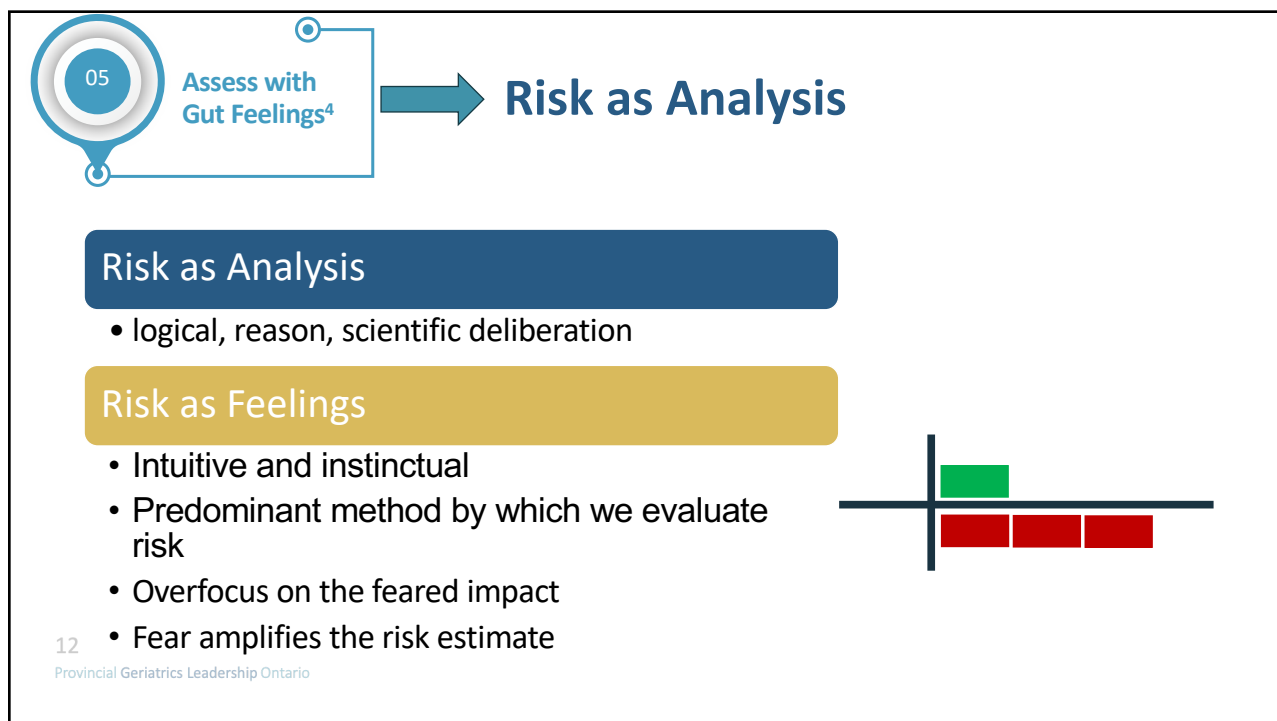 05
Assess with
Gut Feelings⁴
Risk as Analysis
Risk as Analysis
• logical, reason, scientific deliberation
Risk as Feelings
• Intuitive and instinctual
• Predominant method by which we evaluate
risk
• Overfocus on the feared impact
• Fear amplifies the risk estimate
12
Provincial Geriatrics Leadership Ontario